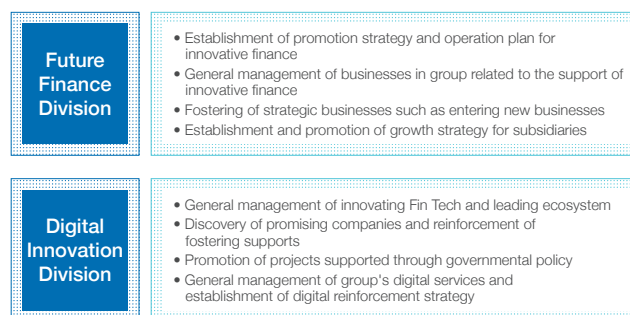 Future
Finance
Division
• Establishment of promotion strategy and operation plan for
innovative finance
• General management of businesses in group related to the support of
innovative finance
• Fostering of strategic businesses such as entering new businesses
• Establishment and promotion of growth strategy for subsidiaries
Digital
Innovation
Division
• General management of innovating Fin Tech and leading ecosystem
• Discovery of promising companies and reinforcement of
fostering supports
• Promotion of projects supported through governmental policy
• General management of group's digital services and
establishment of digital reinforcement strategy